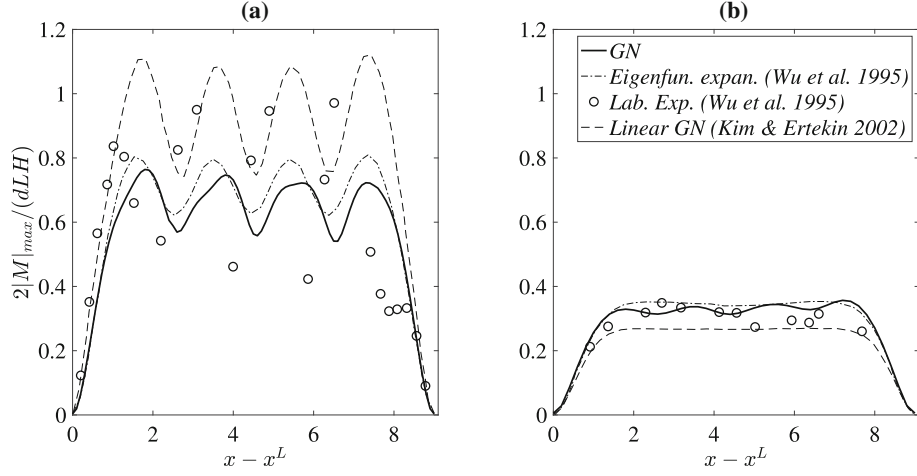 (a)
2|M|max/(dLH)
1.2
1
0.8
0.6
0.4
0.2
0
0 2 4 6 8
x − x^L
(b)
GN
Eigenfun. expan. (Wu et al. 1995)
Lab. Exp. (Wu et al. 1995)
Linear GN (Kim & Ertekin 2002)
1.2
1
0.8
0.6
0.4
0.2
0
0 2 4 6 8
x − x^L